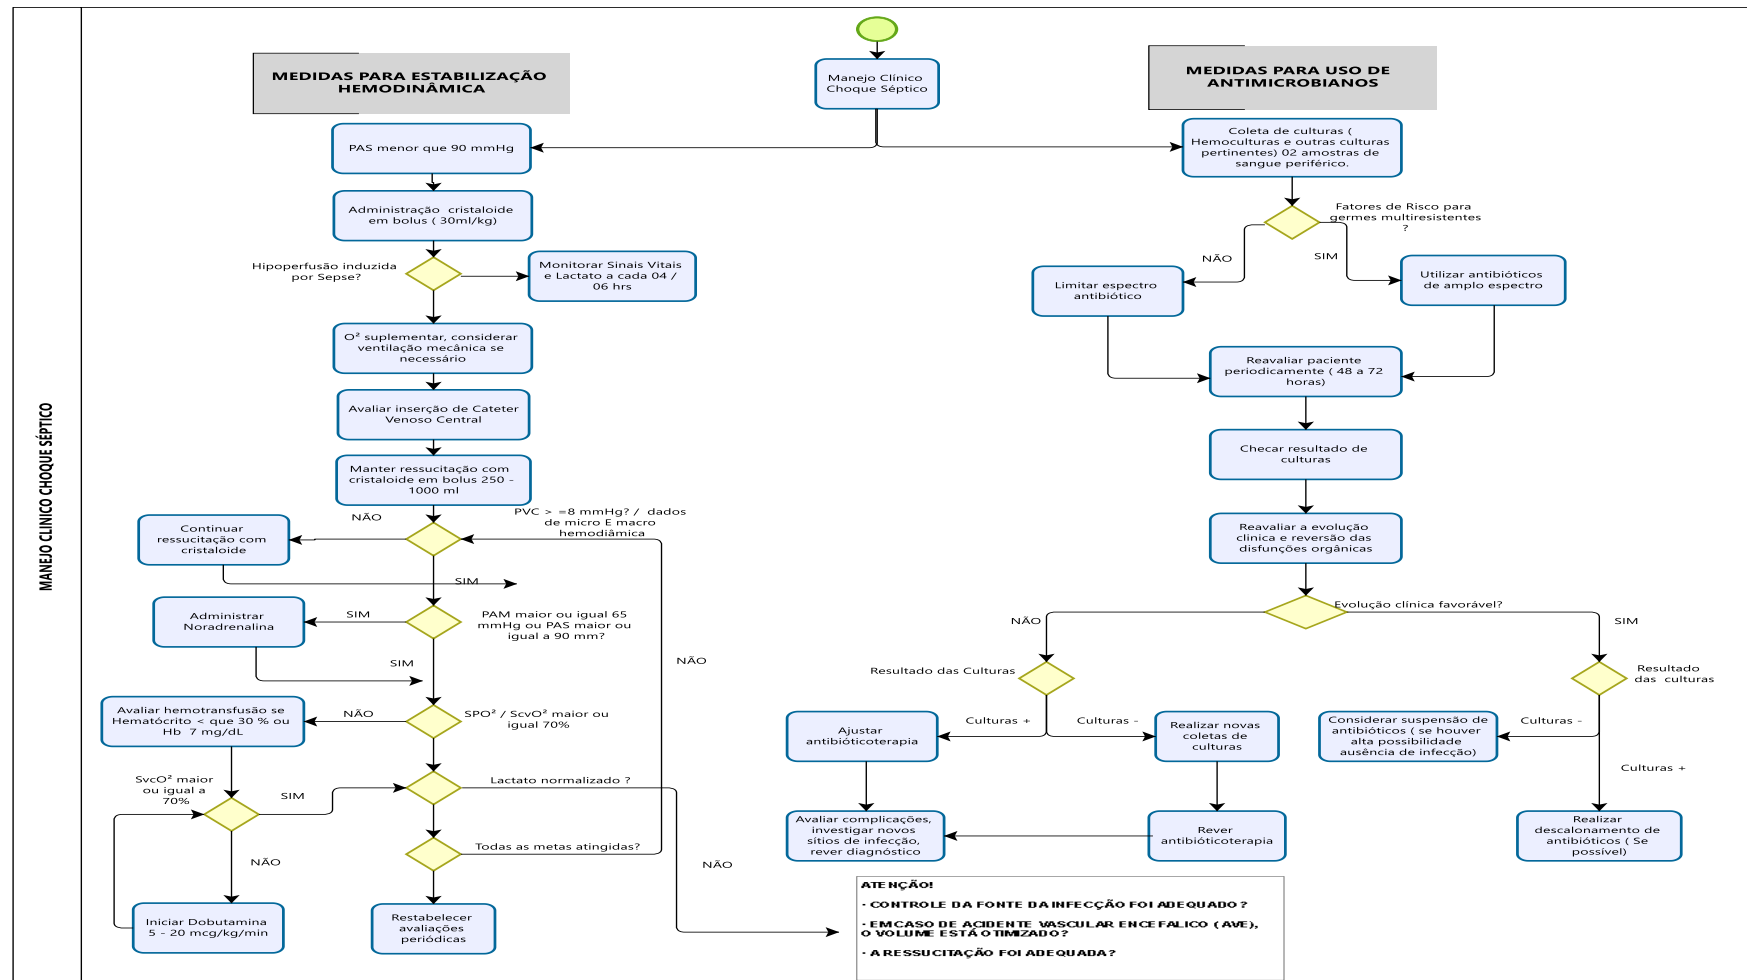 MANEJO CLINICO CHOQUE SÉPTICO
Manejo Clínico
Choque Séptico
MEDIDAS PARA ESTABILIZAÇÃO
HEMODINÂMICA
PAS menor que 90 mmHg
Administração cristaloide
em bolus ( 30ml/kg)
Hipoperfusão induzida
por Sepse?
Monitorar Sinais Vitais
e Lactato a cada 04 /
06 hrs
O² suplementar, considerar
ventilação mecânica se
necessário
Avaliar inserção de Cateter
Venoso Central
Manter ressucitação com
cristaloide em bolus 250 -
1000 ml
PVC > =8 mmHg? / dados
de micro E macro
hemodiâmica
NÃO
Continuar
ressucitação com
cristaloide
SIM
PAM maior ou igual 65
mmHg ou PAS maior ou
igual a 90 mm?
SIM
Administrar
Noradrenalina
SIM
NÃO
SPO² / ScvO² maior ou
igual 70%
NÃO
Avaliar hemotransfusão se
Hematócrito < que 30 % ou
Hb 7 mg/dL
SvcO² maior
ou igual a
70%
SIM
Lactato normalizado ?
NÃO
Todas as metas atingidas?
NÃO
Iniciar Dobutamina
5 - 20 mcg/kg/min
Restabelecer
avaliações
periódicas
MEDIDAS PARA USO DE
ANTIMICROBIANOS
Coleta de culturas (
Hemoculturas e outras culturas
pertinentes) 02 amostras de
sangue periférico.
Fatores de Risco para
germes multiresistentes
?
NÃO
SIM
Limitar espectro
antibiótico
Utilizar antibióticos
de amplo espectro
Reavaliar paciente
periodicamente ( 48 a 72
horas)
Checar resultado de
culturas
Reavaliar a evolução
clinica e reversão das
disfunções orgânicas
Evolução clínica favorável?
NÃO
SIM
Resultado das Culturas
Resultado
das culturas
Culturas +
Culturas -
Culturas -
Culturas +
Ajustar
antibióticoterapia
Realizar novas
coletas de
culturas
Considerar suspensão de
antibióticos ( se houver
alta possibilidade
ausência de infecção)
Avaliar complicações,
investigar novos
sítios de infecção,
rever diagnóstico
Rever
antibióticoterapia
Realizar
descalonamento de
antibióticos ( Se
possível)
ATENÇÃO!
· CONTROLE DA FONTE DA INFECÇÃO FOI ADEQUADO ?
· EM CASO DE ACIDENTE VASCULAR ENCEFALICO ( AVE),
O VOLUME ESTÁ OTIMIZADO?
· A RESSUCITAÇÃO FOI ADEQUADA?